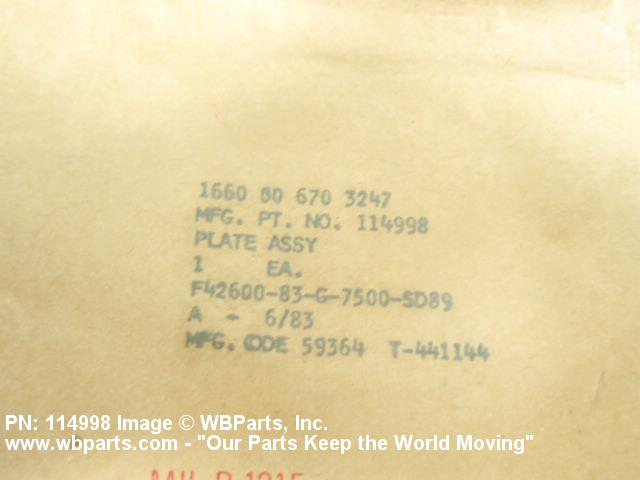 1660 00 670 3247
MFG. PT. NO. 114998
PLATE ASSY
1 EA.
F42600-83-G-7500-SD89
A - 6/83
MFG. CODE 59364 T-441144
PN: 114998 Image © WBParts, Inc.
www.wbparts.com - "Our Parts Keep the World Moving"